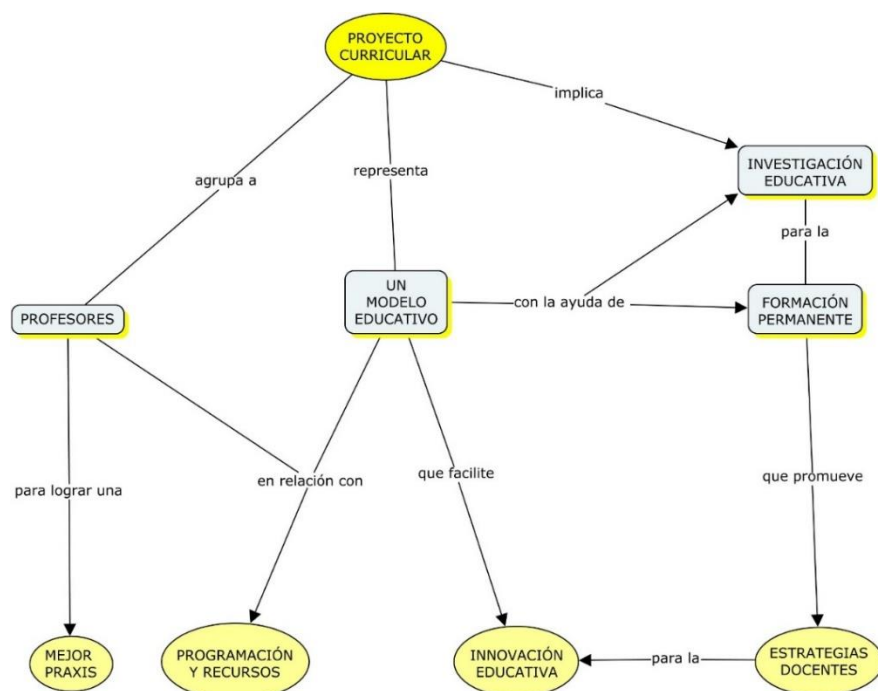 PROYECTO
CURRICULAR
implica
INVESTIGACIÓN
EDUCATIVA
agrupa a
representa
para la
UN
MODELO
EDUCATIVO
con la ayuda de
FORMACIÓN
PERMANENTE
PROFESORES
para lograr una
en relación con
que facilite
que promueve
MEJOR
PRAXIS
PROGRAMACIÓN
Y RECURSOS
INNOVACIÓN
EDUCATIVA
para la
ESTRATEGIAS
DOCENTES